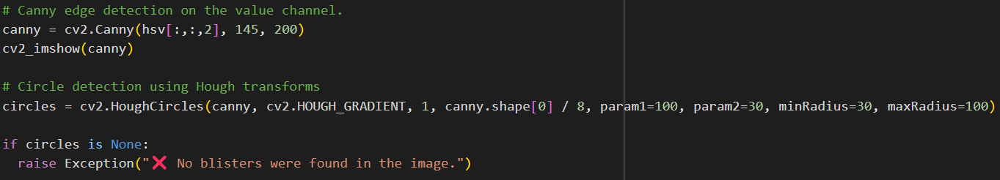 # Canny edge detection on the value channel.
canny = cv2.Canny(hsv[:,:,2], 145, 200)
cv2_imshow(canny)
# Circle detection using Hough transforms
circles = cv2.HoughCircles(canny, cv2.HOUGH_GRADIENT, 1, canny.shape[0] / 8, param1=100, param2=30, minRadius=30, maxRadius=100)
if circles is None:
  raise Exception("❌ No blisters were found in the image.")